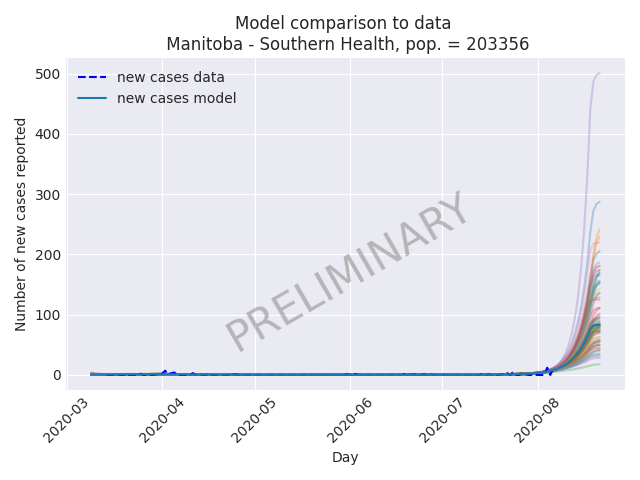 Model comparison to data
Manitoba - Southern Health, pop. = 203356
new cases data
new cases model
Number of new cases reported
500
400
300
200
100
0
PRELIMINARY
2020-03
2020-04
2020-05
2020-06
2020-07
2020-08
Day